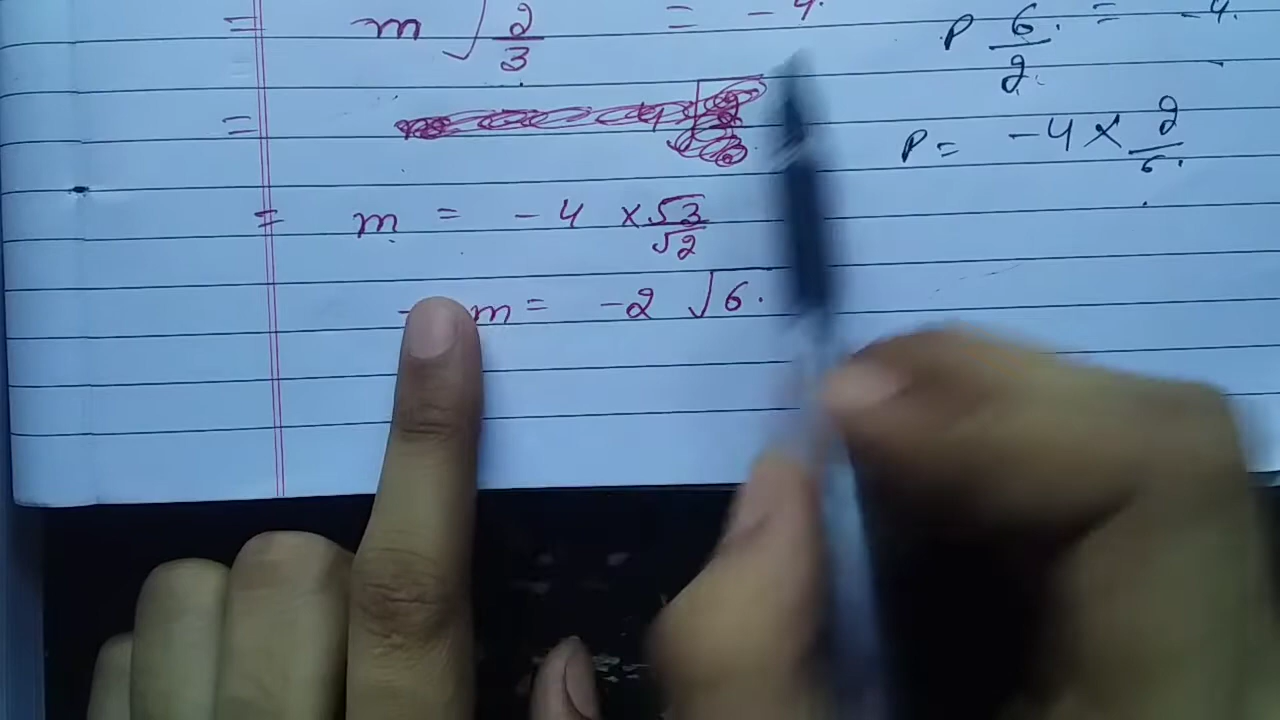 = m √2/3 = -4.
P 6/2 = -4.
=
P = -4 × 2/6.
= m = -4 × √3/√2
m = -2 √6.